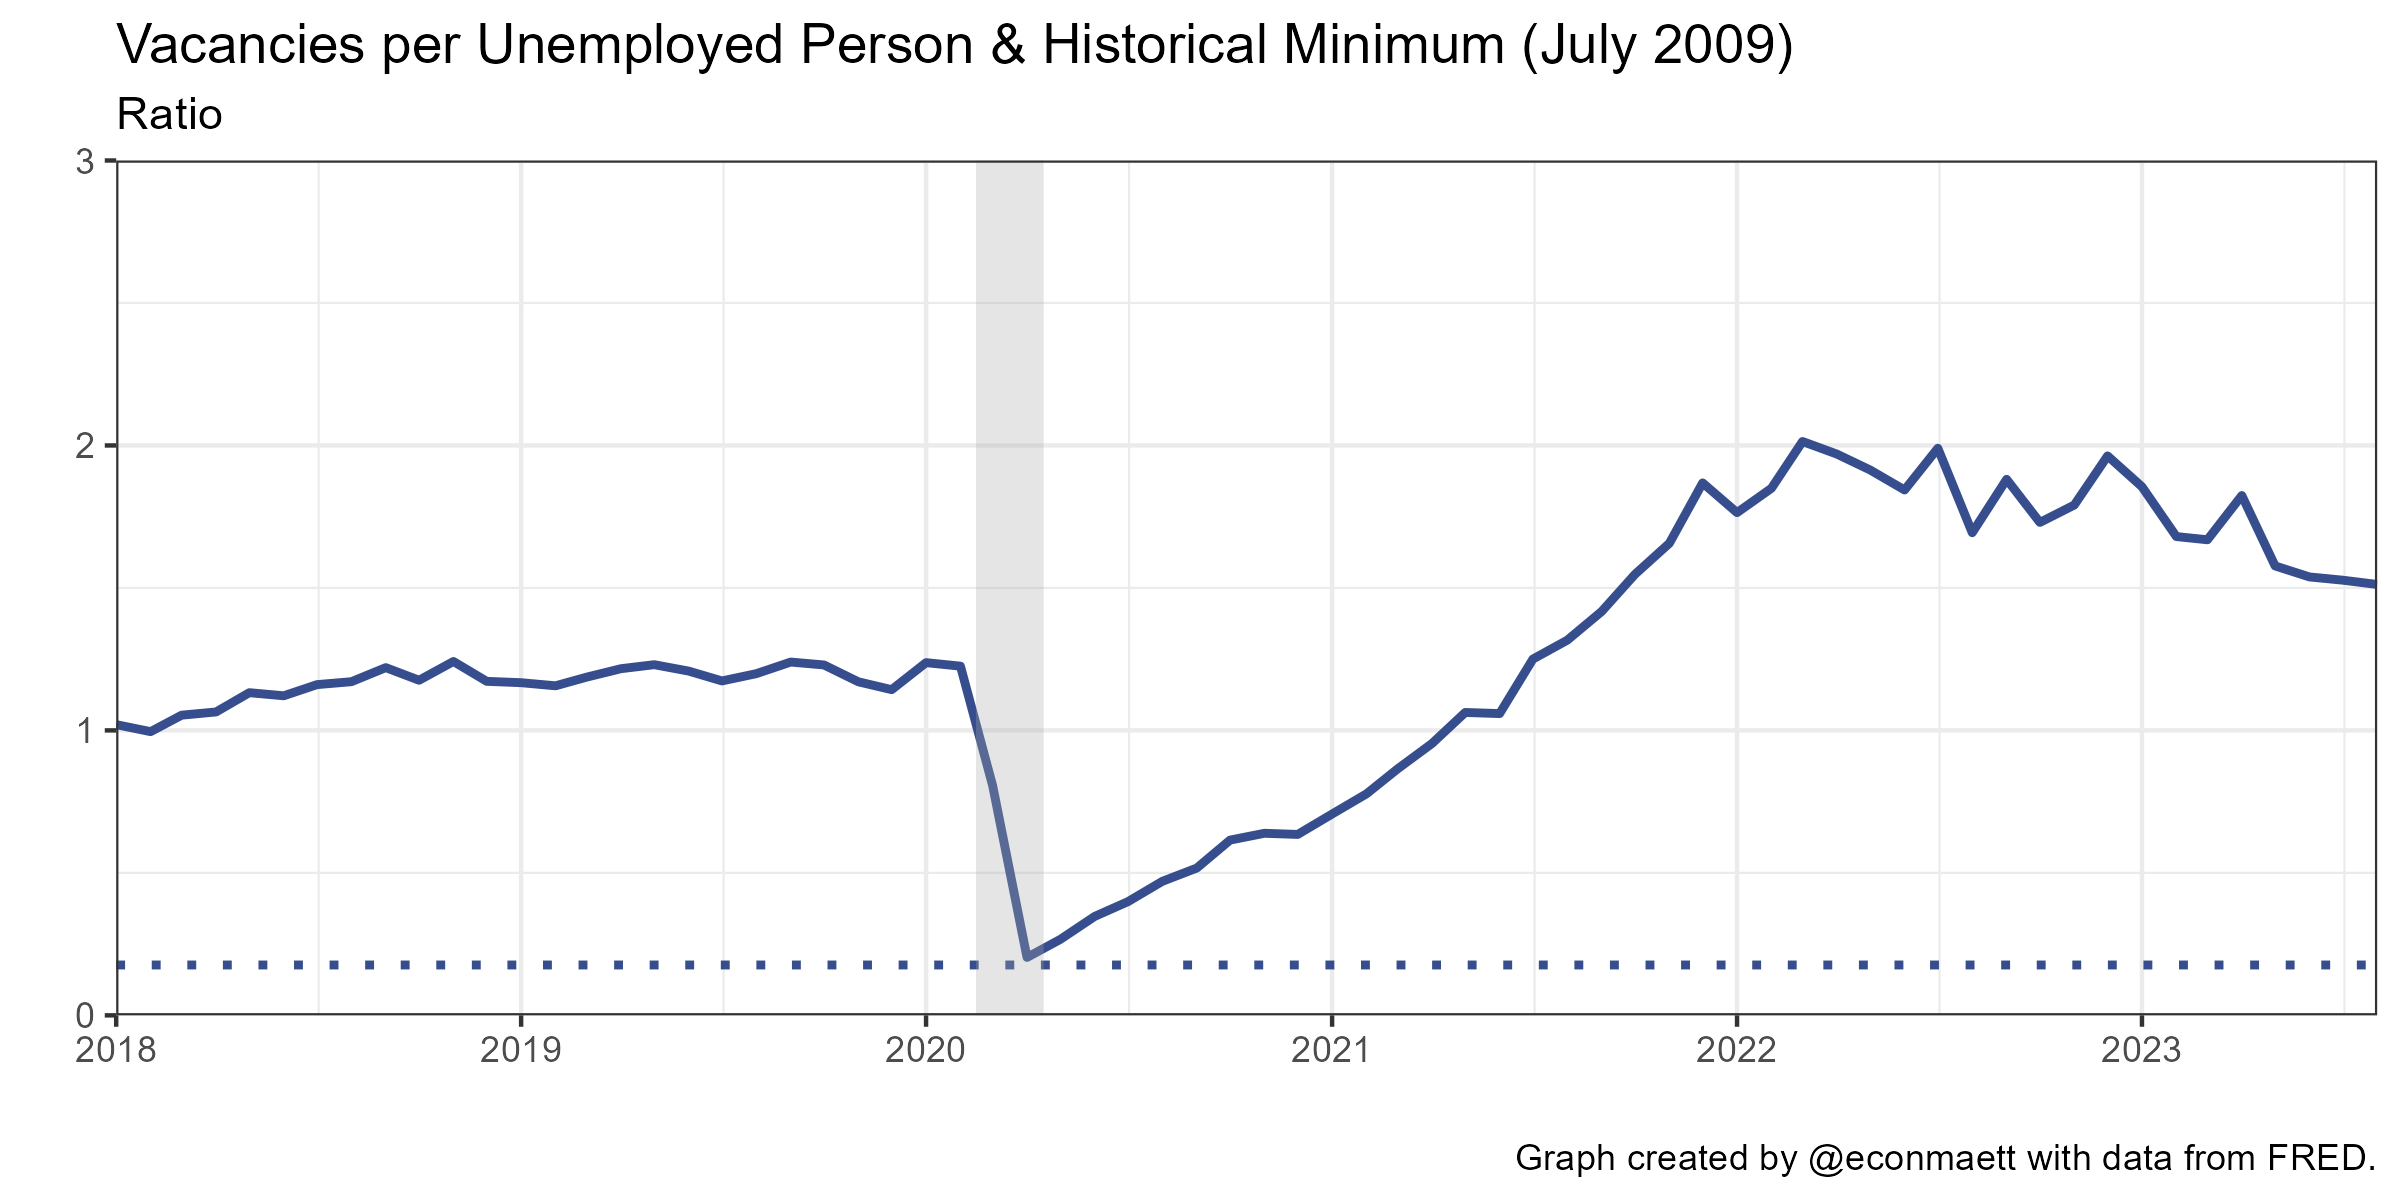 Vacancies per Unemployed Person & Historical Minimum (July 2009)
Ratio
3
2
1
0
2018 2019 2020 2021 2022 2023
Graph created by @econmaett with data from FRED.